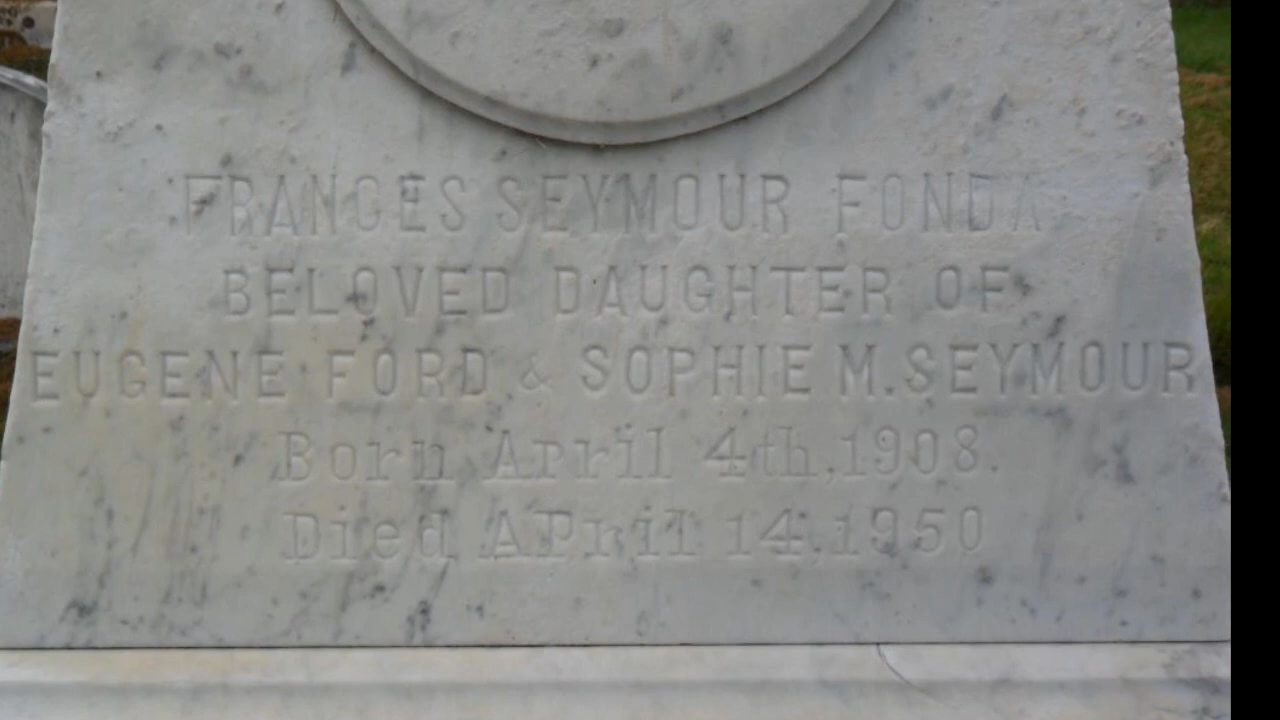 FRANCES SEYMOUR FONDA
BELOVED DAUGHTER OF
EUGENE FORD & SOPHIE M. SEYMOUR
Born April 4th, 1908.
Died APril 14, 1950